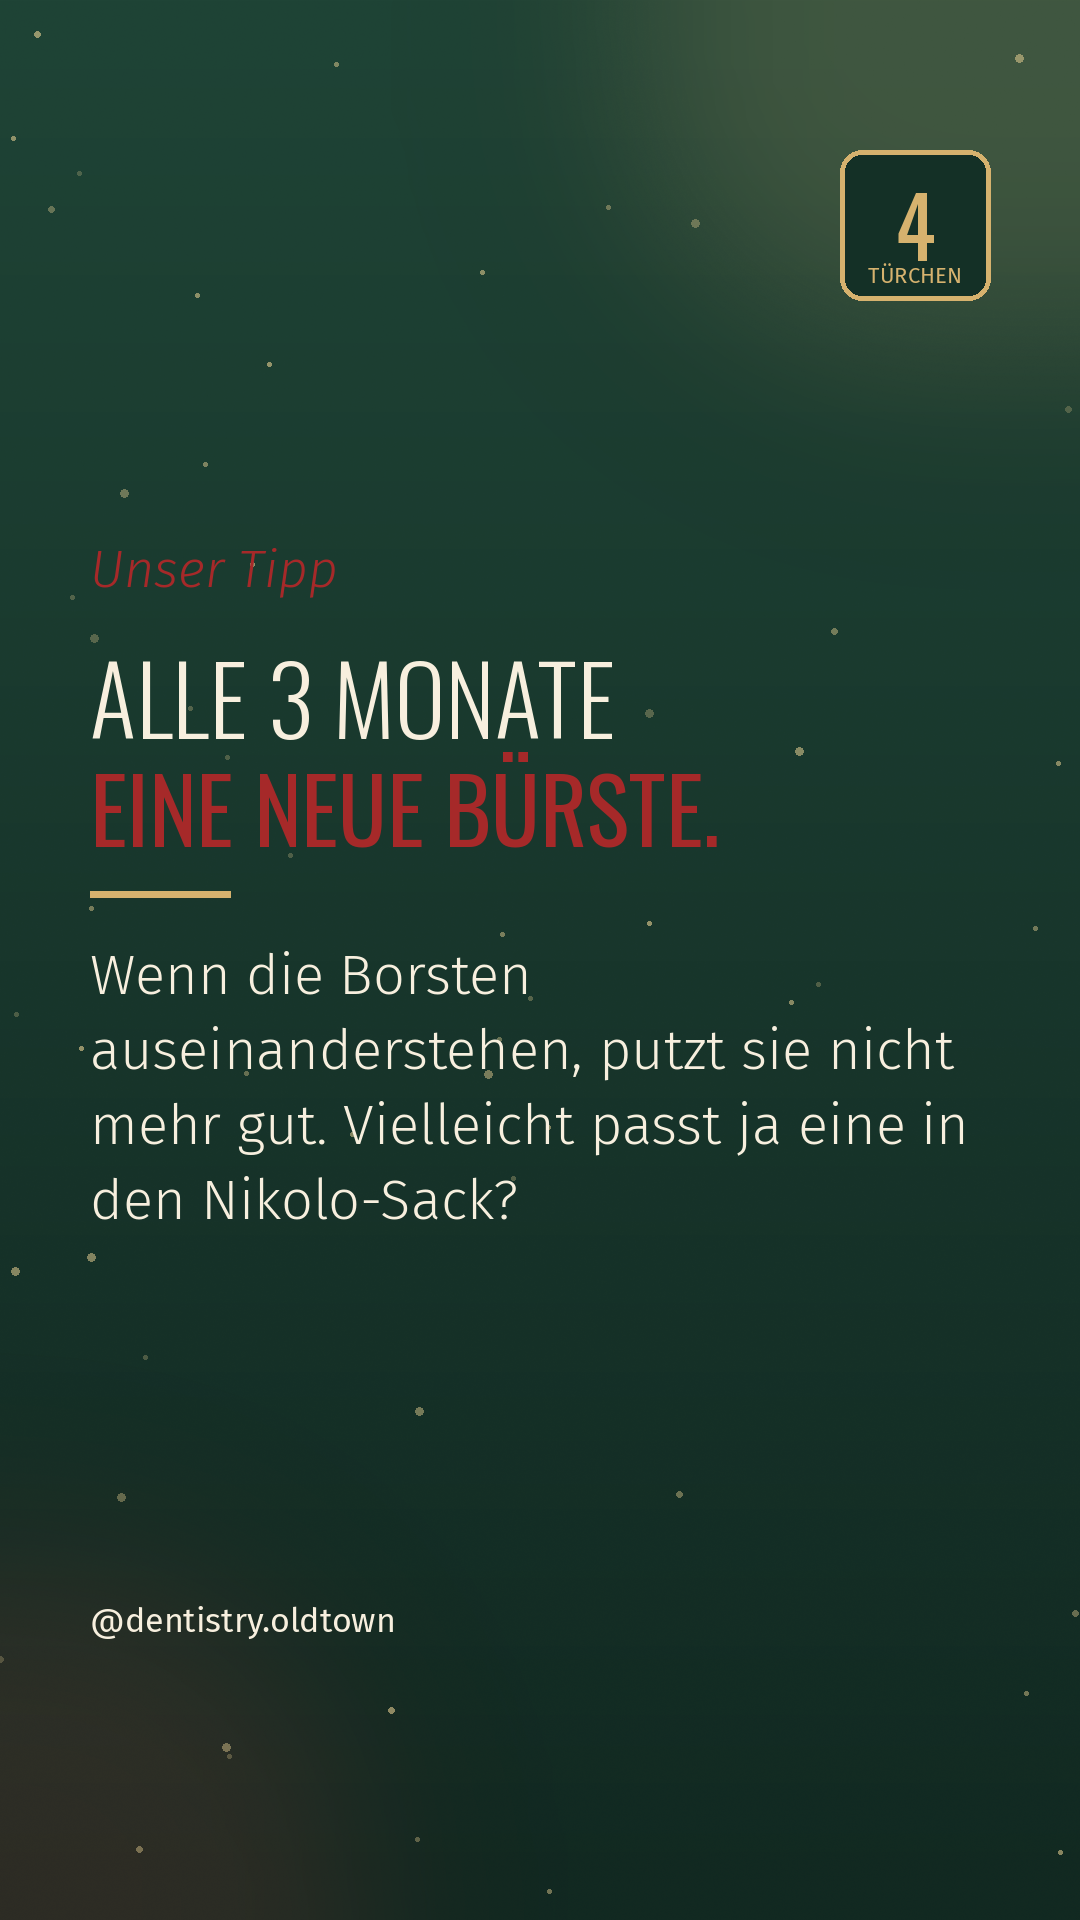 4
TÜRCHEN
Unser Tipp
ALLE 3 MONATE
EINE NEUE BÜRSTE.
Wenn die Borsten
auseinanderstehen, putzt sie nicht
mehr gut. Vielleicht passt ja eine in
den Nikolo-Sack?
@dentistry.oldtown